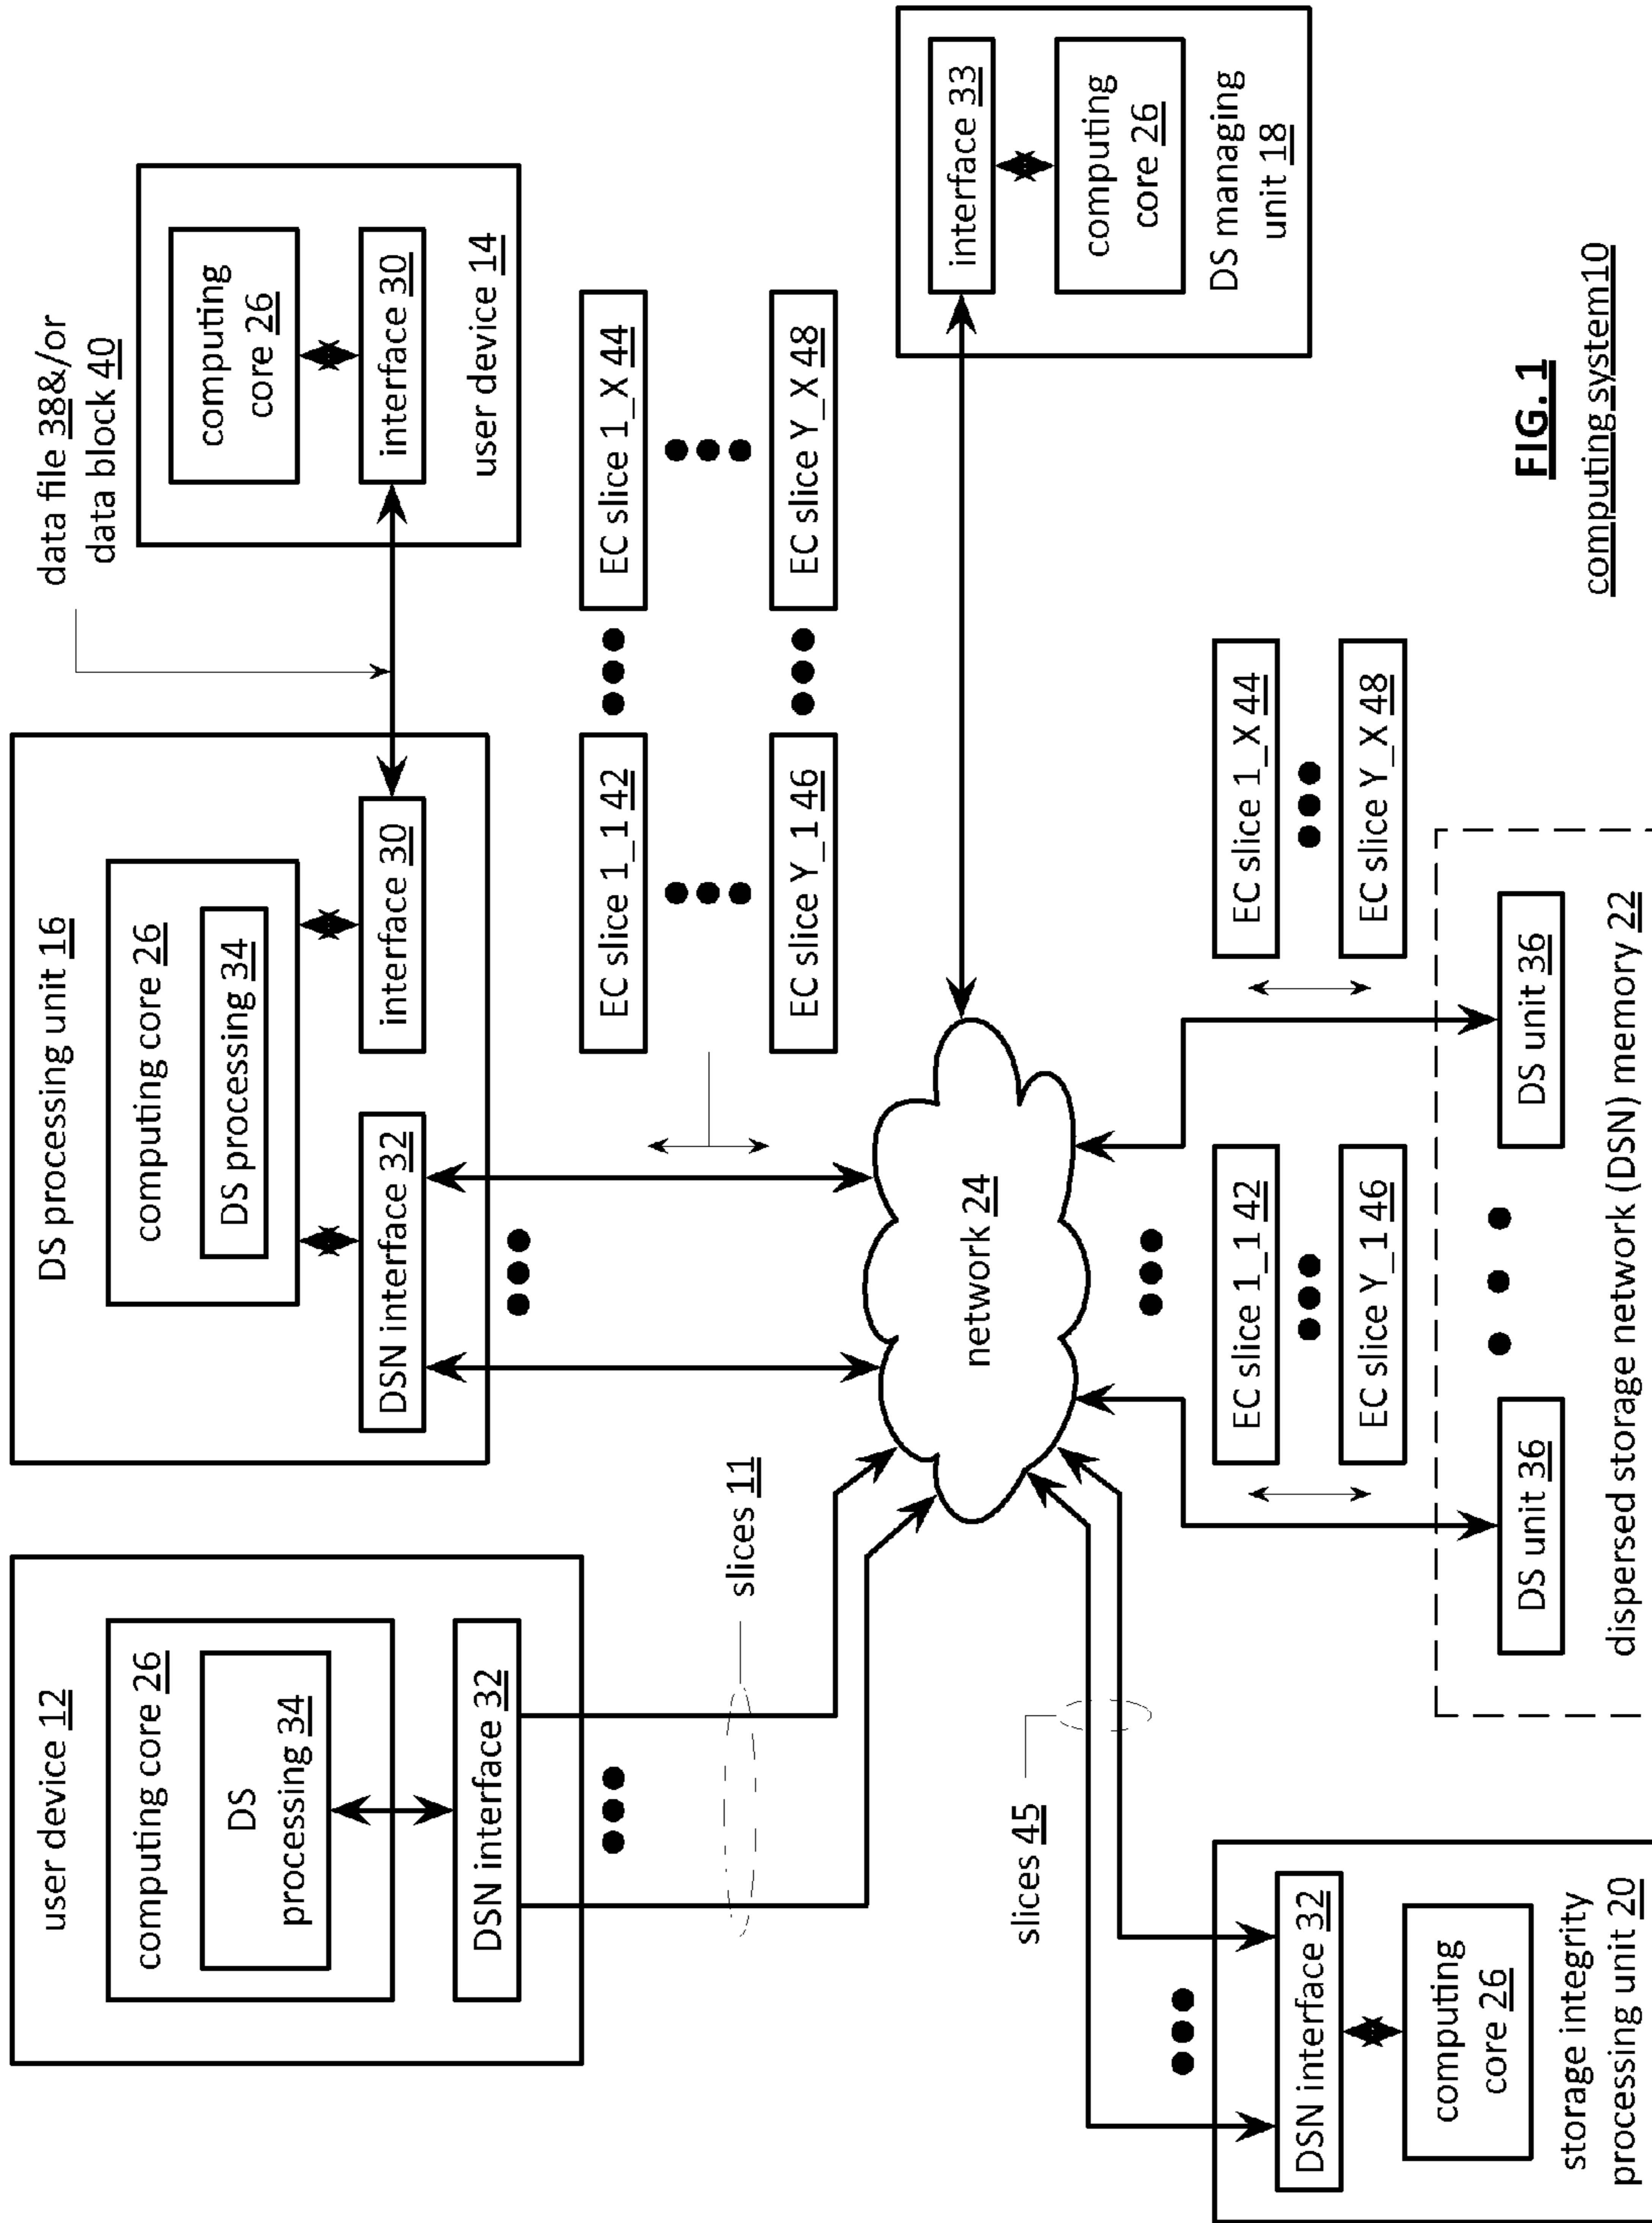 user device 12
computing core 26
DS
processing 34
DSN interface 32
slices 11
DS processing unit 16
computing core 26
DS processing 34
DSN interface 32
interface 30
data file 38&/or
data block 40
computing
core 26
interface 30
user device 14
EC slice 1_1 42
EC slice 1_X 44
EC slice Y_1 46
EC slice Y_X 48
network 24
interface 33
computing
core 26
DS managing
unit 18
slices 45
DSN interface 32
computing
core 26
storage integrity
processing unit 20
EC slice 1_1 42
EC slice Y_1 46
EC slice 1_X 44
EC slice Y_X 48
DS unit 36
DS unit 36
dispersed storage network (DSN) memory 22
FIG. 1
computing system10